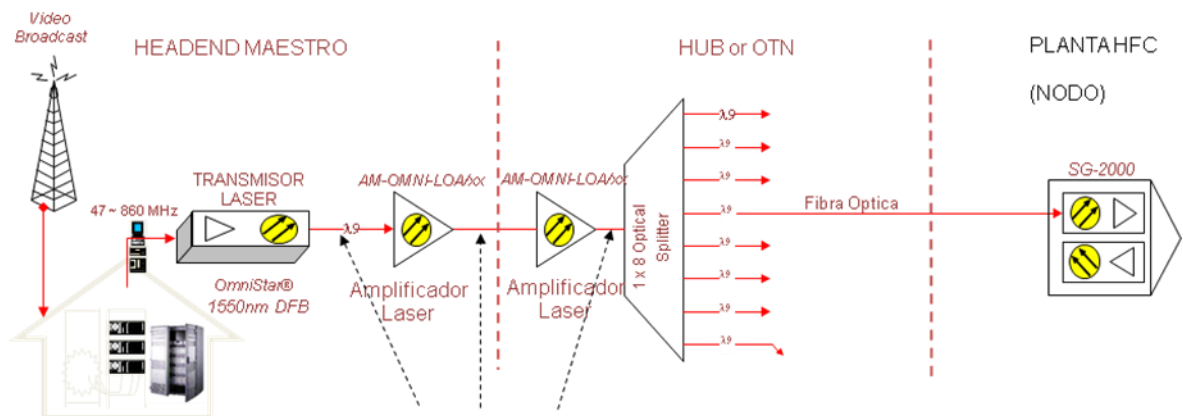 Video
Broadcast
HEADEND MAESTRO
HUB or OTN
PLANTA HFC
(NODO)
47 ~ 860 MHz
TRANSMISOR
LASER
OmniStar®
1550nm DFB
λ9
AM-OMNI-LOA/xx
Amplificador
Laser
AM-OMNI-LOA/xx
Amplificador
Laser
1 x 8 Optical
Splitter
λ9
λ9
λ9
λ9
λ9
λ9
λ9
λ9
Fibra Optica
SG-2000